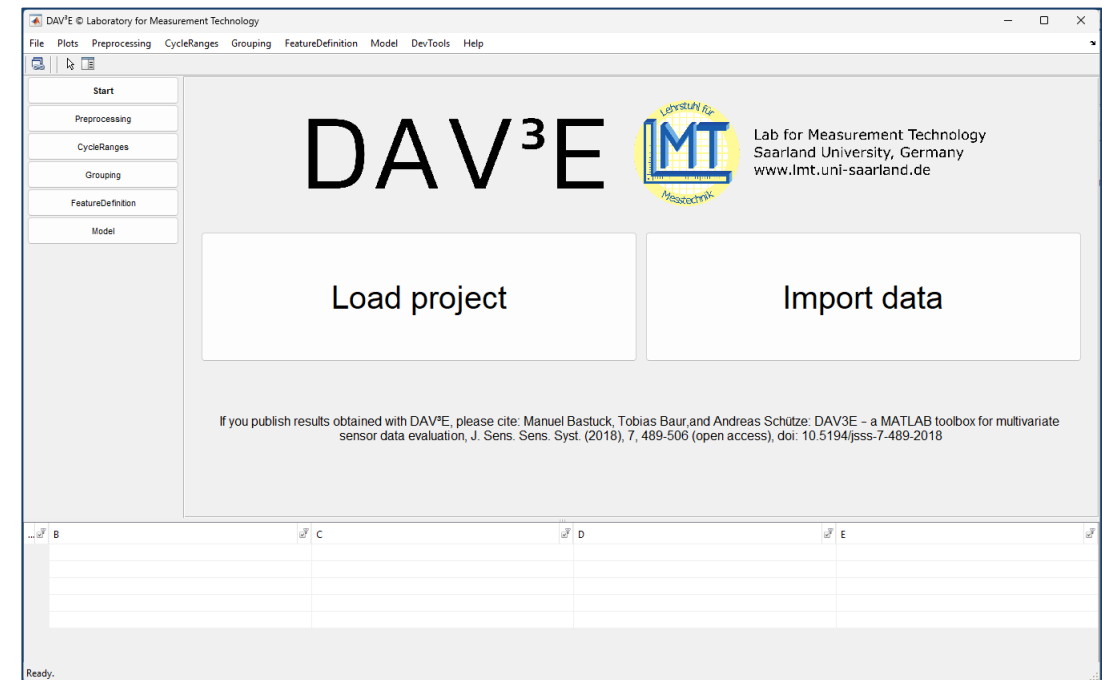 DAV³E © Laboratory for Measurement Technology
File Plots Preprocessing CycleRanges Grouping FeatureDefinition Model DevTools Help
Start
Preprocessing
CycleRanges
Grouping
FeatureDefinition
Model
DAV³E
Lehrstuhl für
LMT
Messtechnik
Lab for Measurement Technology
Saarland University, Germany
www.lmt.uni-saarland.de
Load project
Import data
If you publish results obtained with DAV³E, please cite: Manuel Bastuck, Tobias Baur,and Andreas Schütze: DAV3E – a MATLAB toolbox for multivariate
sensor data evaluation, J. Sens. Sens. Syst. (2018), 7, 489-506 (open access), doi: 10.5194/jsss-7-489-2018
... B C D E
Ready.